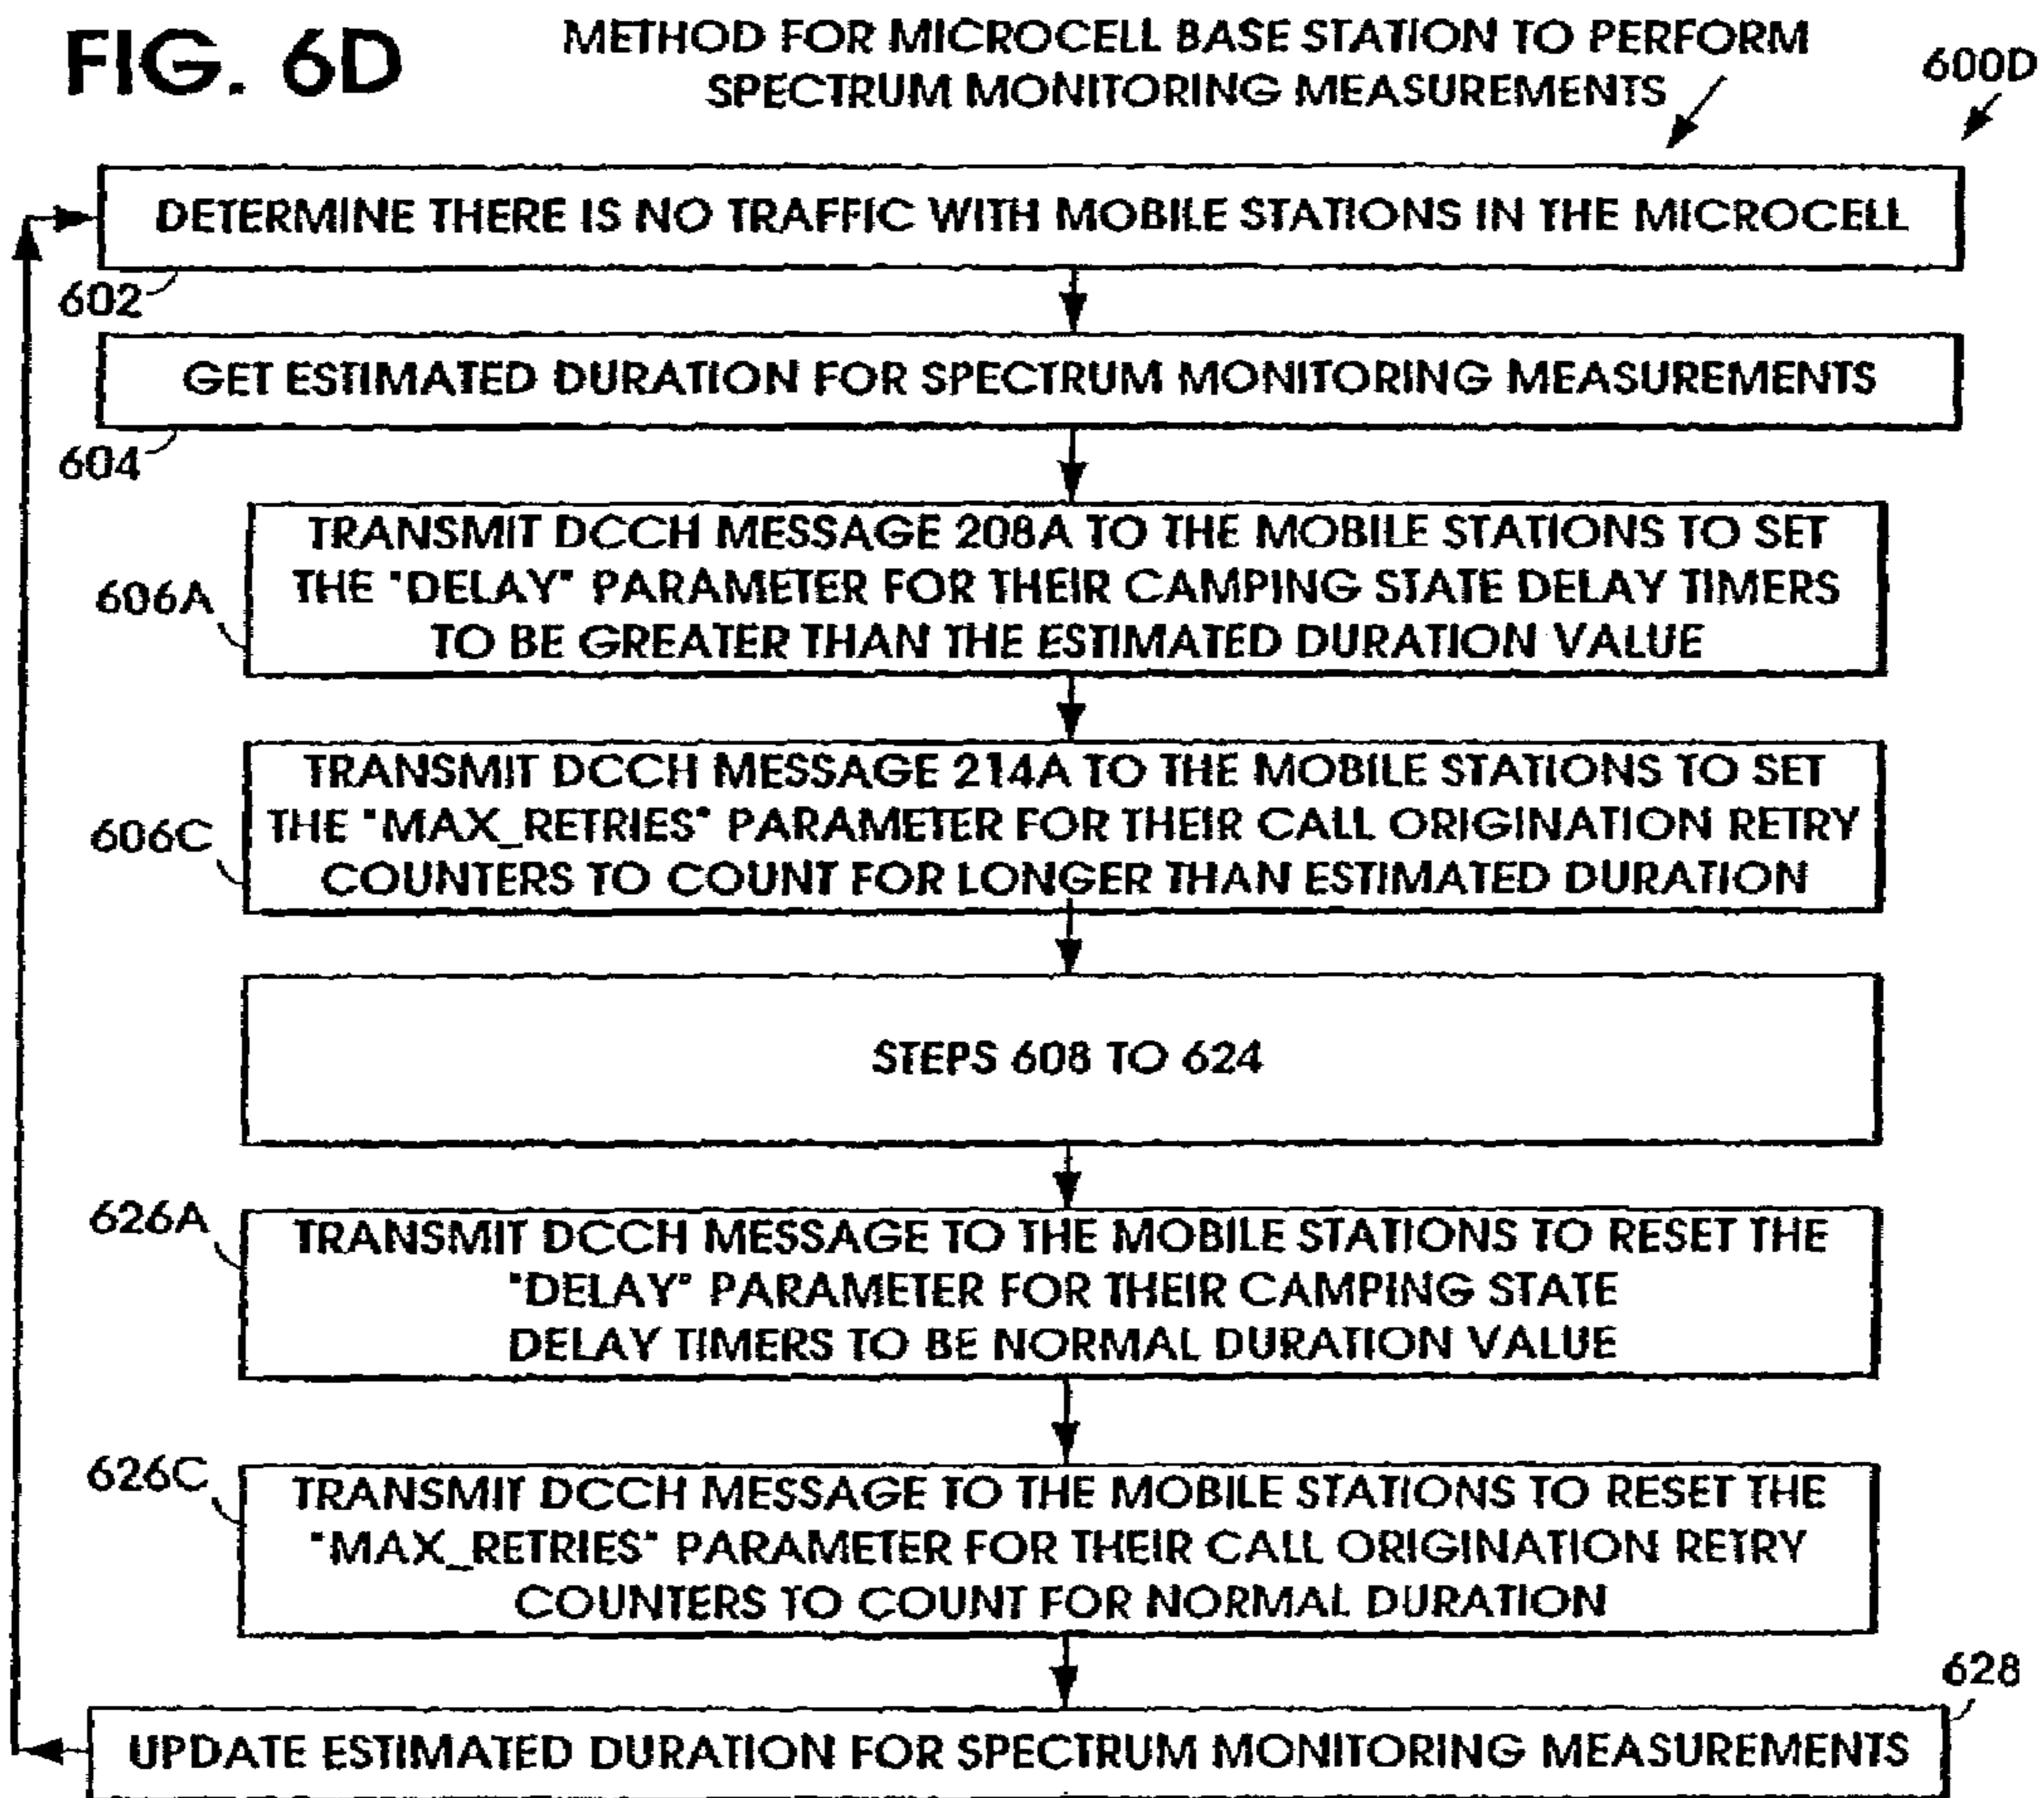 FIG. 6D
METHOD FOR MICROCELL BASE STATION TO PERFORM
SPECTRUM MONITORING MEASUREMENTS
600D
DETERMINE THERE IS NO TRAFFIC WITH MOBILE STATIONS IN THE MICROCELL
602
GET ESTIMATED DURATION FOR SPECTRUM MONITORING MEASUREMENTS
604
TRANSMIT DCCH MESSAGE 208A TO THE MOBILE STATIONS TO SET
THE "DELAY" PARAMETER FOR THEIR CAMPING STATE DELAY TIMERS
TO BE GREATER THAN THE ESTIMATED DURATION VALUE
606A
TRANSMIT DCCH MESSAGE 214A TO THE MOBILE STATIONS TO SET
THE "MAX_RETRIES" PARAMETER FOR THEIR CALL ORIGINATION RETRY
COUNTERS TO COUNT FOR LONGER THAN ESTIMATED DURATION
606C
STEPS 608 TO 624
626A
TRANSMIT DCCH MESSAGE TO THE MOBILE STATIONS TO RESET THE
"DELAY" PARAMETER FOR THEIR CAMPING STATE
DELAY TIMERS TO BE NORMAL DURATION VALUE
626C
TRANSMIT DCCH MESSAGE TO THE MOBILE STATIONS TO RESET THE
"MAX_RETRIES" PARAMETER FOR THEIR CALL ORIGINATION RETRY
COUNTERS TO COUNT FOR NORMAL DURATION
628
UPDATE ESTIMATED DURATION FOR SPECTRUM MONITORING MEASUREMENTS